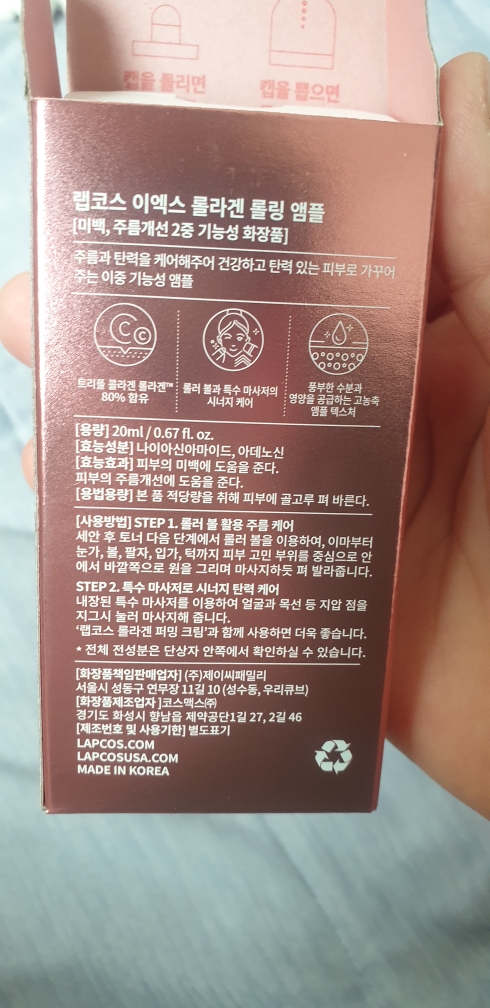 캡을 돌리면
캡을 뽑으면
랩코스 이엑스 롤라겐 롤링 앰플
[미백, 주름개선 2중 기능성 화장품]
주름과 탄력을 케어해주어 건강하고 탄력 있는 피부로 가꾸어
주는 이중 기능성 앰플
트리플 콜라겐 롤라겐™
80% 함유
롤러 볼과 특수 마사저의
시너지 케어
풍부한 수분과
영양을 공급하는 고농축
앰플 텍스처
[용량] 20ml / 0.67 fl. oz.
[효능성분] 나이아신아마이드, 아데노신
[효능효과] 피부의 미백에 도움을 준다.
피부의 주름개선에 도움을 준다.
[용법용량] 본 품 적당량을 취해 피부에 골고루 펴 바른다.
[사용방법] STEP 1. 롤러 볼 활용 주름 케어
세안 후 토너 다음 단계에서 롤러 볼을 이용하여, 이마부터
눈가, 볼, 팔자, 입가, 턱까지 피부 고민 부위를 중심으로 안
에서 바깥쪽으로 원을 그리며 마사지하듯 펴 발라줍니다.
STEP 2. 특수 마사저로 시너지 탄력 케어
내장된 특수 마사저를 이용하여 얼굴과 목선 등 지압 점을
지그시 눌러 마사지해 줍니다.
‘랩코스 롤라겐 퍼밍 크림’과 함께 사용하면 더욱 좋습니다.
* 전체 전성분은 단상자 안쪽에서 확인하실 수 있습니다.
[화장품책임판매업자] (주)제이씨패밀리
서울시 성동구 연무장 11길 10 (성수동, 우리큐브)
[화장품제조업자 ]코스맥스㈜
경기도 화성시 향남읍 제약공단1길 27, 2길 46
[제조번호 및 사용기한] 별도표기
LAPCOS.COM
LAPCOSUSA.COM
MADE IN KOREA